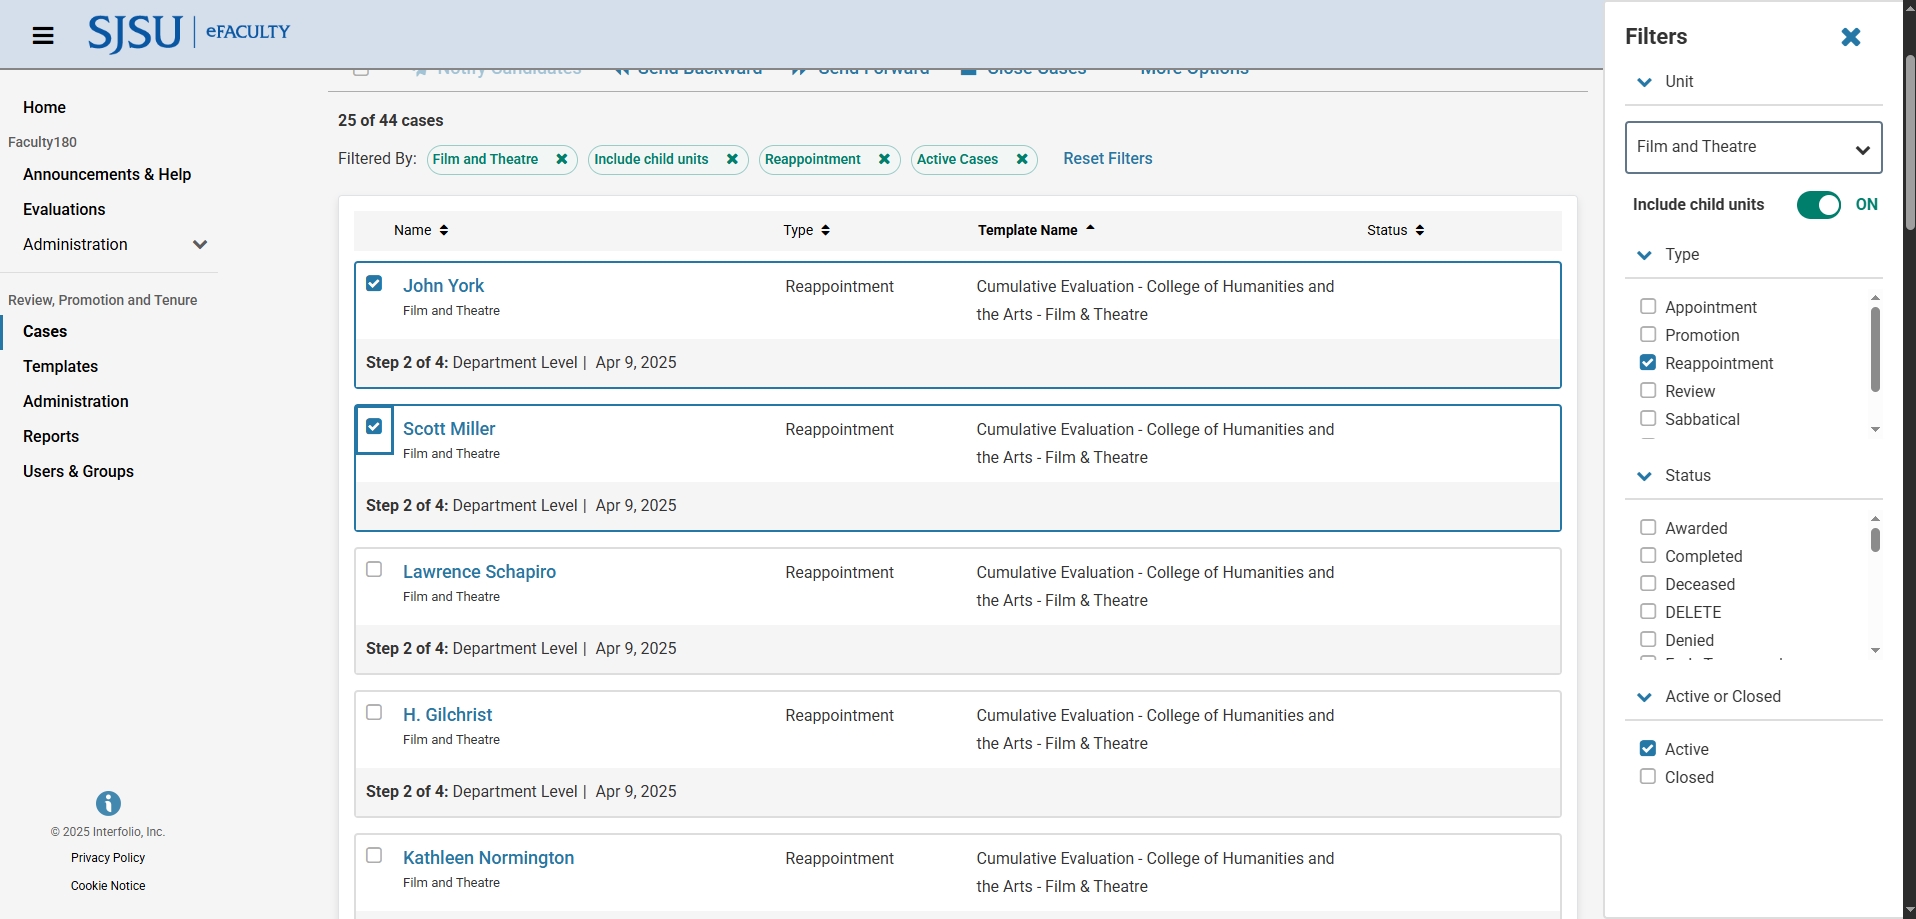 SJSU | eFACULTY
Home
Faculty180
Announcements & Help
Evaluations
Administration
Review, Promotion and Tenure
Cases
Templates
Administration
Reports
Users & Groups
© 2025 Interfolio, Inc.
Privacy Policy
Cookie Notice
Notify Candidates Send Backward Send Forward Close Cases More Options
25 of 44 cases
Filtered By: Film and Theatre Include child units Reappointment Active Cases Reset Filters
Name Type Template Name Status
John York Reappointment Cumulative Evaluation - College of Humanities and
Film and Theatre the Arts - Film & Theatre
Step 2 of 4: Department Level | Apr 9, 2025
Scott Miller Reappointment Cumulative Evaluation - College of Humanities and
Film and Theatre the Arts - Film & Theatre
Step 2 of 4: Department Level | Apr 9, 2025
Lawrence Schapiro Reappointment Cumulative Evaluation - College of Humanities and
Film and Theatre the Arts - Film & Theatre
Step 2 of 4: Department Level | Apr 9, 2025
H. Gilchrist Reappointment Cumulative Evaluation - College of Humanities and
Film and Theatre the Arts - Film & Theatre
Step 2 of 4: Department Level | Apr 9, 2025
Kathleen Normington Reappointment Cumulative Evaluation - College of Humanities and
Film and Theatre the Arts - Film & Theatre
Filters
Unit
Film and Theatre
Include child units ON
Type
Appointment
Promotion
Reappointment
Review
Sabbatical
Status
Awarded
Completed
Deceased
DELETE
Denied
Active or Closed
Active
Closed